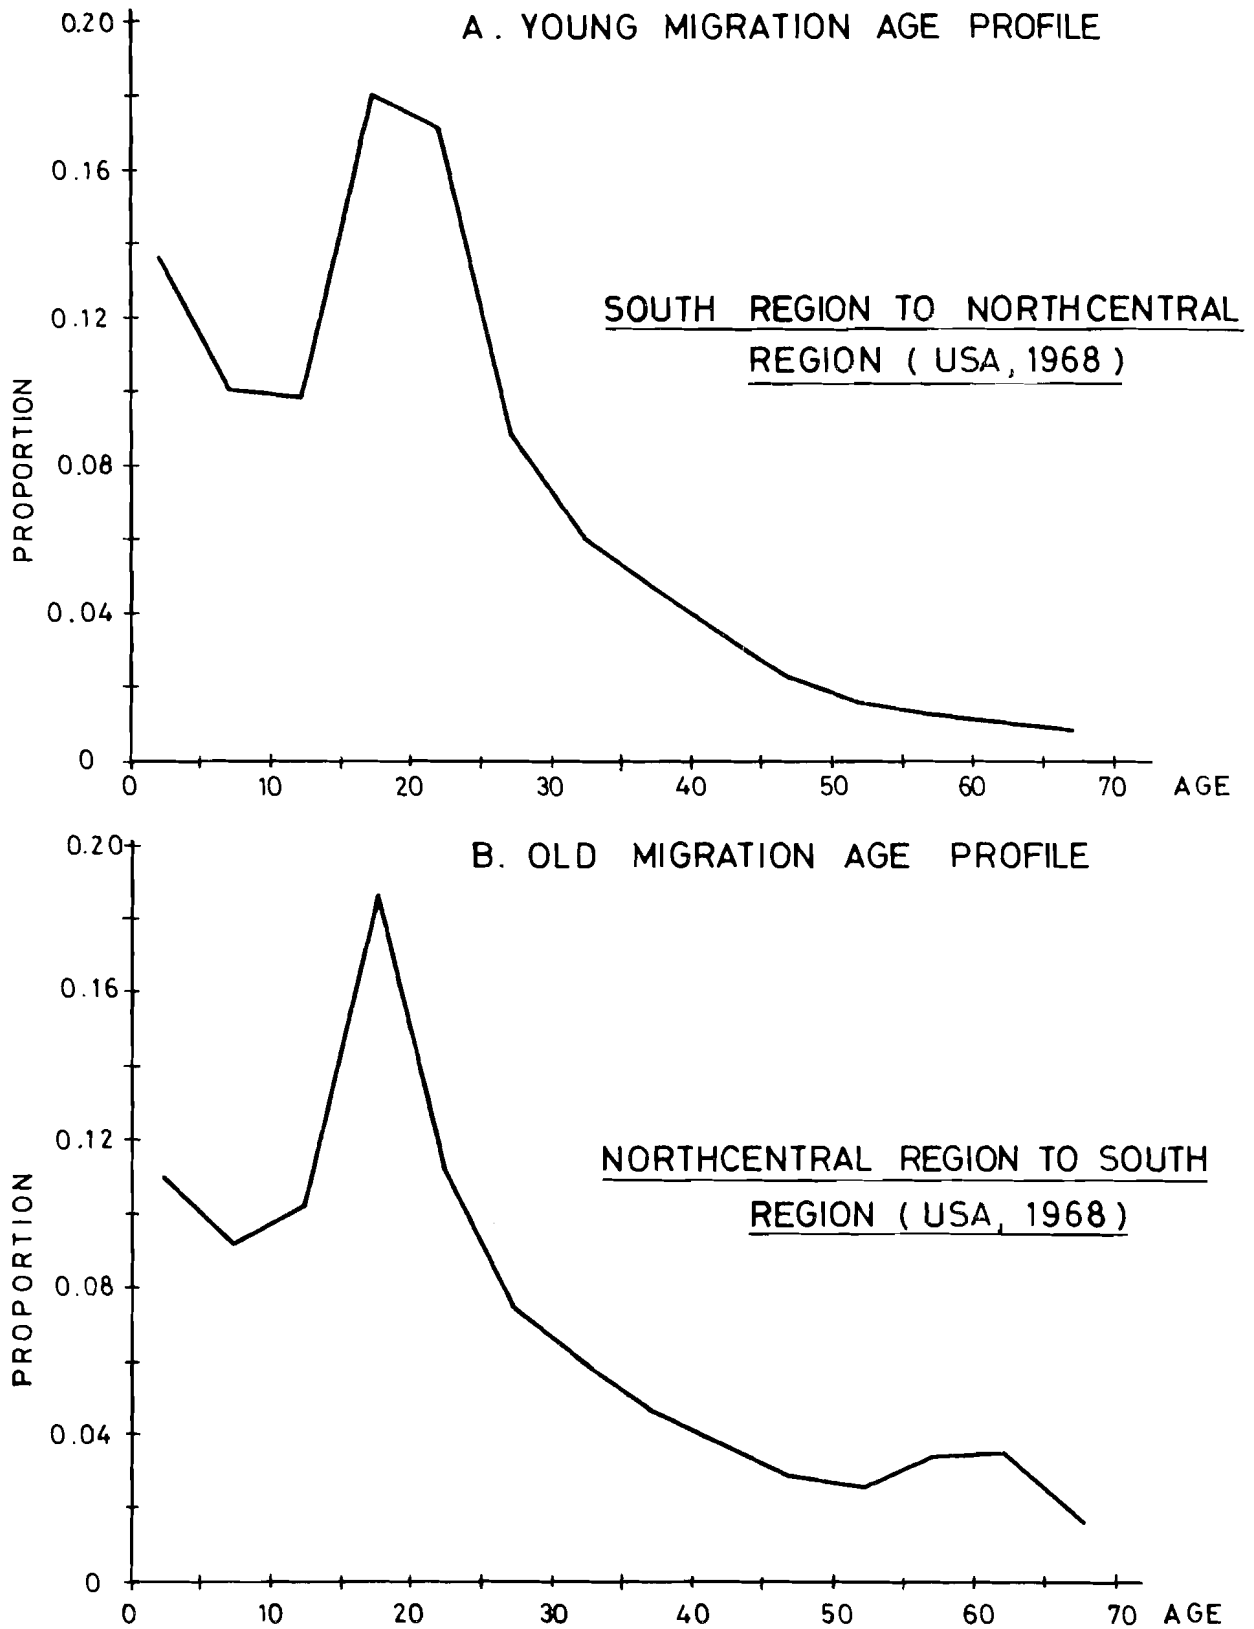 A. YOUNG MIGRATION AGE PROFILE
0.20
0.16
0.12
0.08
0.04
0
PROPORTION
SOUTH REGION TO NORTHCENTRAL
REGION (USA, 1968)
0 10 20 30 40 50 60 70 AGE
B. OLD MIGRATION AGE PROFILE
0.20
0.16
0.12
0.08
0.04
0
PROPORTION
NORTHCENTRAL REGION TO SOUTH
REGION (USA, 1968)
0 10 20 30 40 50 60 70 AGE